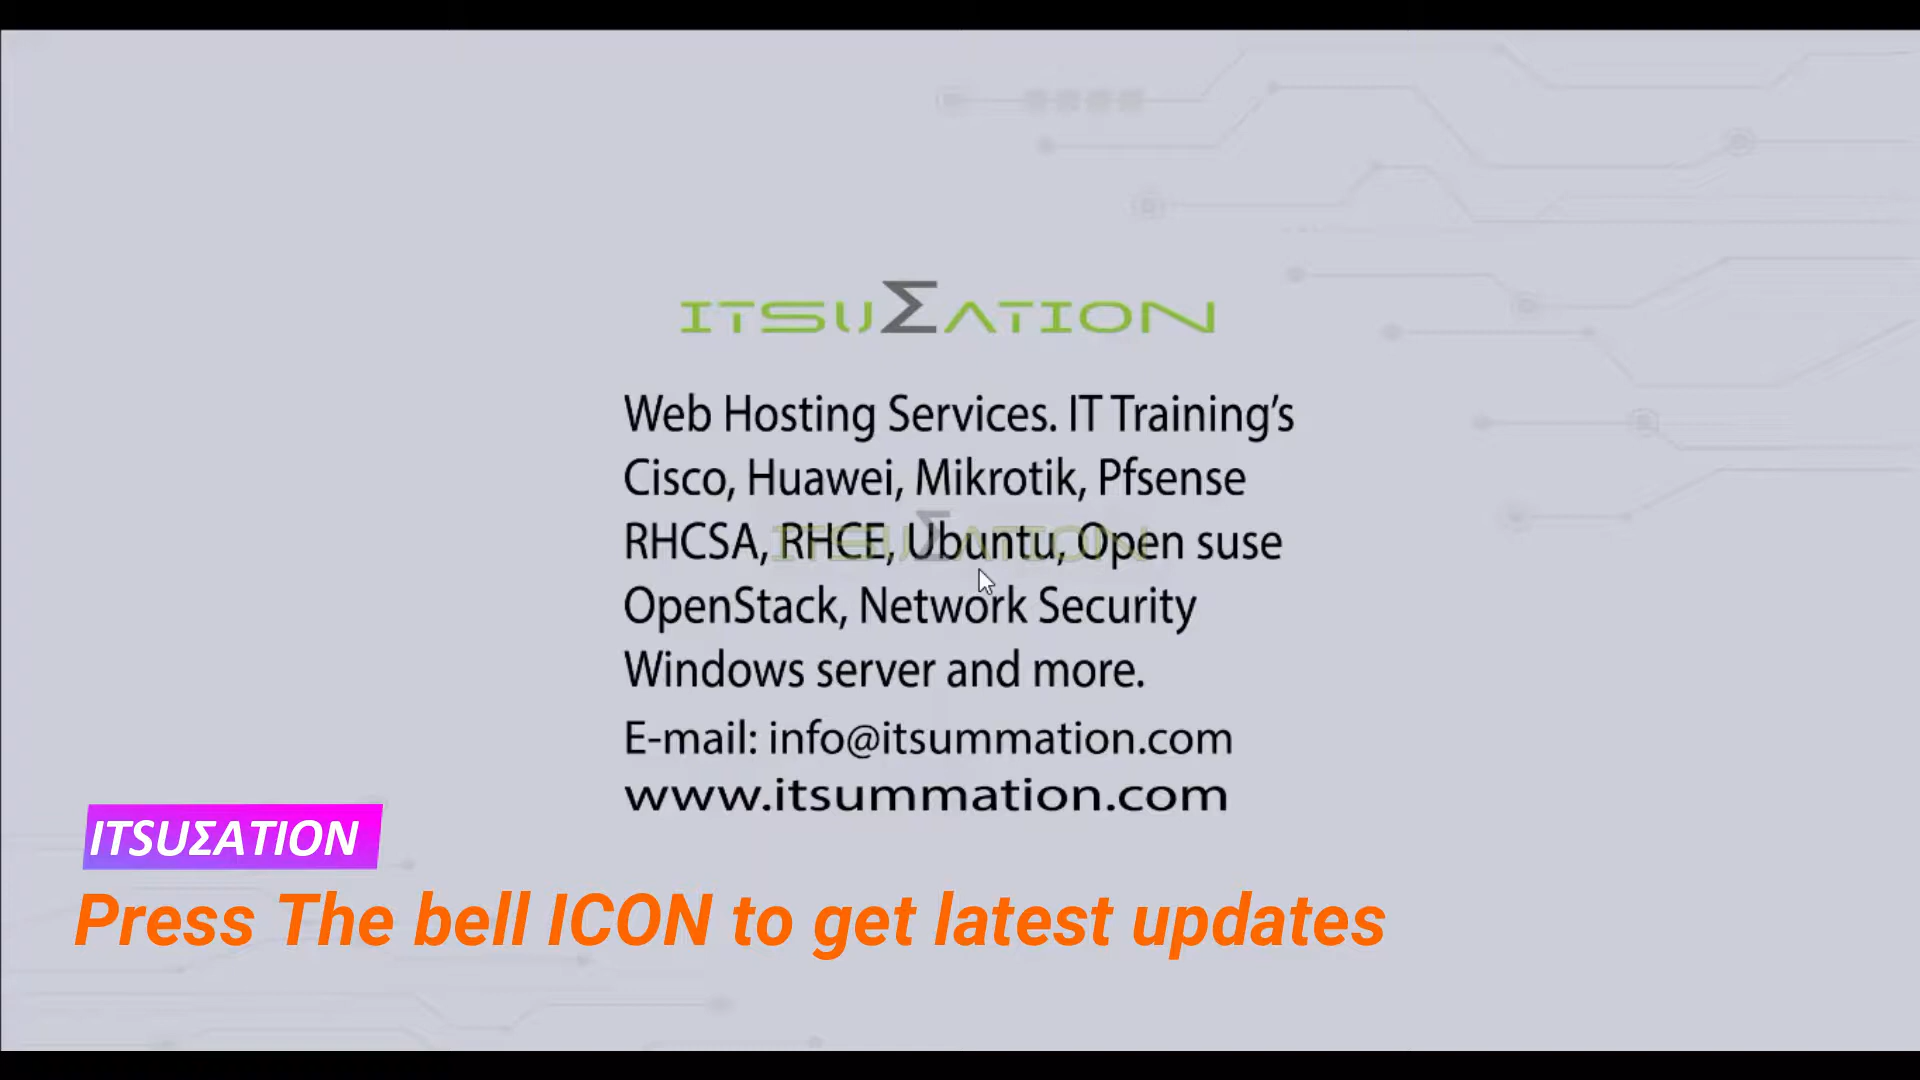 ITSUΣATION
Web Hosting Services. IT Training’s
Cisco, Huawei, Mikrotik, Pfsense
RHCSA, RHCE, Ubuntu, Open suse
ITSUΣATION
OpenStack, Network Security
Windows server and more.
E-mail: info@itsummation.com
www.itsummation.com
ITSUΣATION
Press The bell ICON to get latest updates